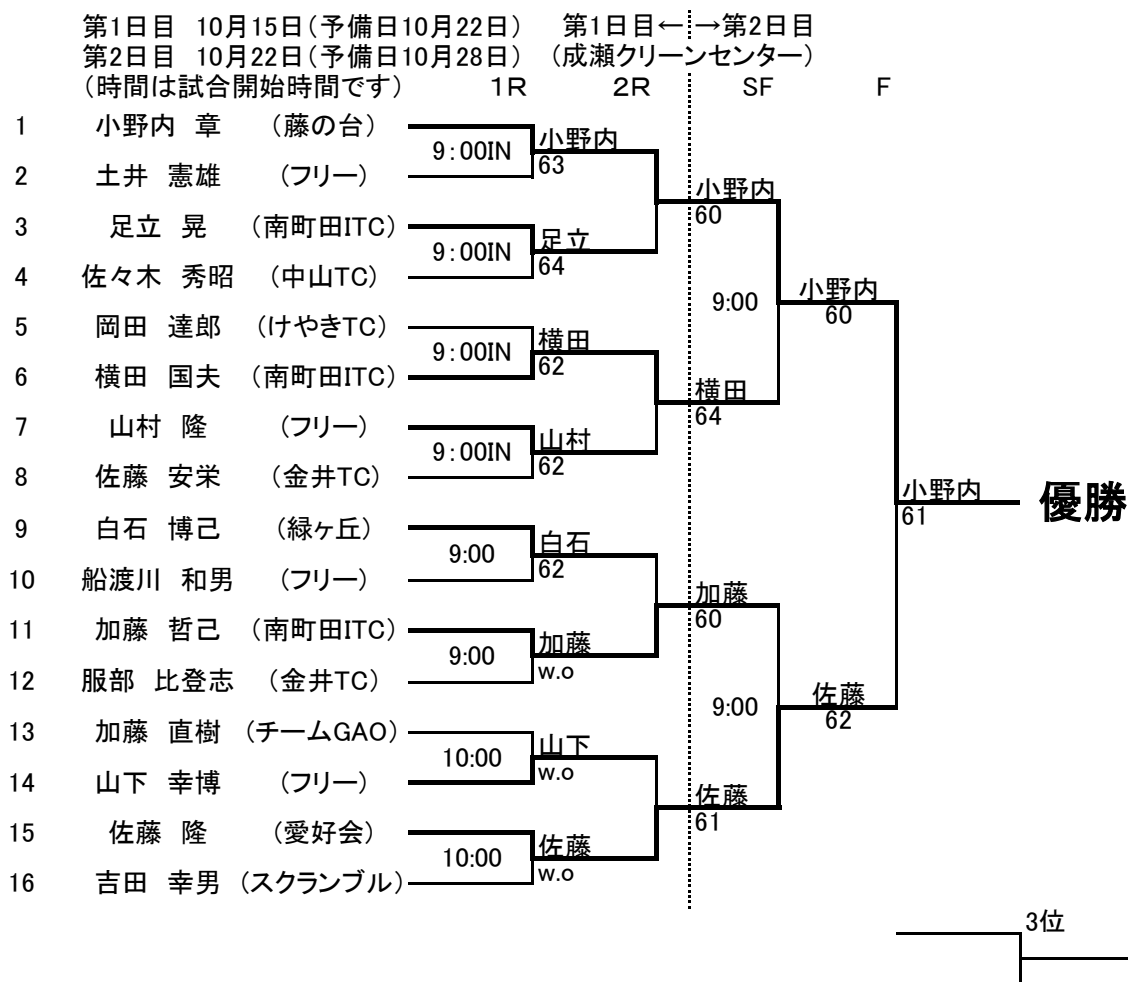 第1日目 10月15日(予備日10月22日) 第1日目←→第2日目
第2日目 10月22日(予備日10月28日) (成瀬クリーンセンター)
(時間は試合開始時間です) 1R 2R SF F
1 小野内 章 (藤の台)
9:00IN 小野内
63
2 土井 憲雄 (フリー)
小野内
60
3 足立 晃 (南町田ITC)
9:00IN 足立
64
4 佐々木 秀昭 (中山TC)
9:00 小野内
60
5 岡田 達郎 (けやきTC)
9:00IN 横田
62
6 横田 国夫 (南町田ITC)
横田
64
7 山村 隆 (フリー)
9:00IN 山村
62
8 佐藤 安栄 (金井TC)
小野内 優勝
61
9 白石 博己 (緑ヶ丘)
9:00 白石
62
10 船渡川 和男 (フリー)
加藤
60
11 加藤 哲己 (南町田ITC)
9:00 加藤
w.o
12 服部 比登志 (金井TC)
9:00 佐藤
62
13 加藤 直樹 (チームGAO)
10:00 山下
w.o
14 山下 幸博 (フリー)
佐藤
61
15 佐藤 隆 (愛好会)
10:00 佐藤
w.o
16 吉田 幸男 (スクランブル)
3位